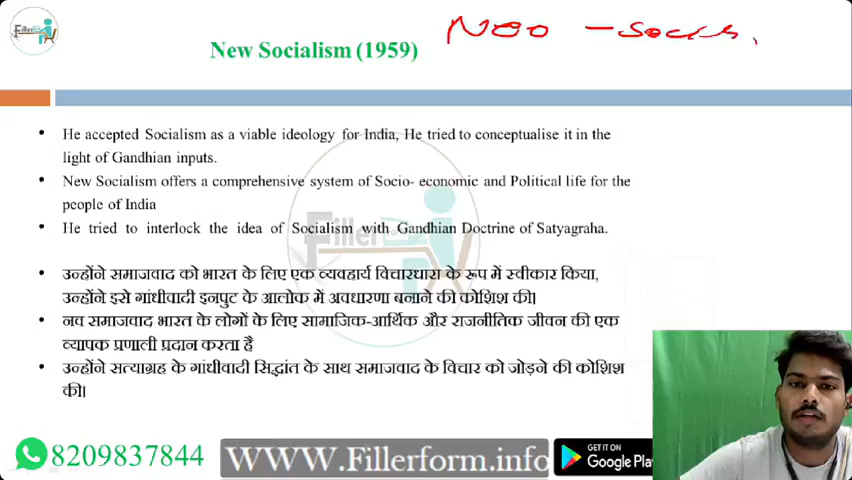 New Socialism (1959)
Neo - Socialis
He accepted Socialism as a viable ideology for India, He tried to conceptualise it in the
light of Gandhian inputs.
New Socialism offers a comprehensive system of Socio- economic and Political life for the
people of India
He tried to interlock the idea of Socialism with Gandhian Doctrine of Satyagraha.
उन्होंने समाजवाद को भारत के लिए एक व्यवहार्य विचारधारा के रूप में स्वीकार किया,
उन्होंने इसे गांधीवादी इनपुट के आलोक में अवधारणा बनाने की कोशिश की।
नव समाजवाद भारत के लोगों के लिए सामाजिक-आर्थिक और राजनीतिक जीवन की एक
व्यापक प्रणाली प्रदान करता है
उन्होंने सत्याग्रह के गांधीवादी सिद्धांत के साथ समाजवाद के विचार को जोड़ने की कोशिश
की।
8209837844
WWW.Fillerform.info
GET IT ON
Google Pla